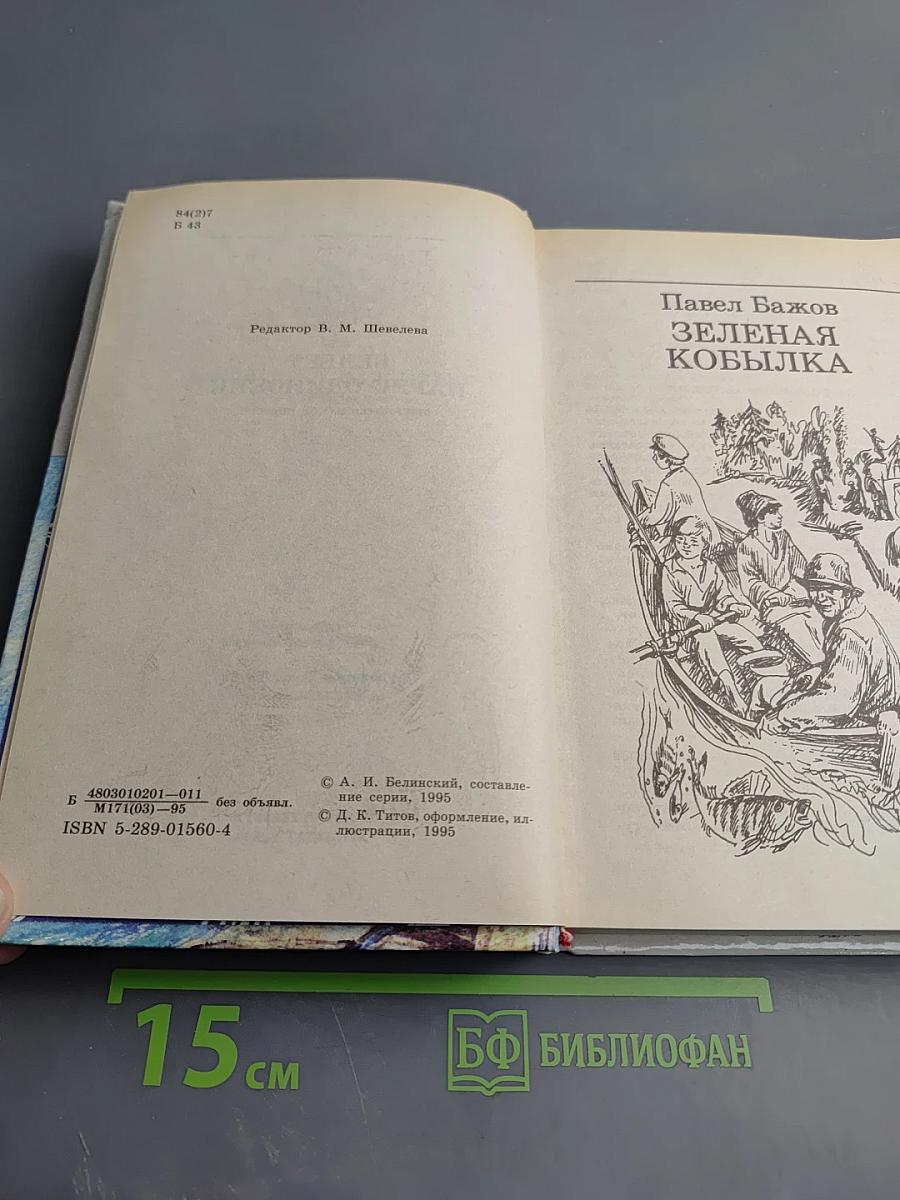 84(2)7
Б 43
Редактор В. М. Шевелева
Б 4803010201—011 без объявл.
М171(03)—95
ISBN 5-289-01560-4
© А. И. Белинский, составле-
ние серии, 1995
© Д. К. Титов, оформление, ил-
люстрации, 1995
Павел Бажов
ЗЕЛЕНАЯ
КОБЫЛКА
15 см
БФ БИБЛИОФАН